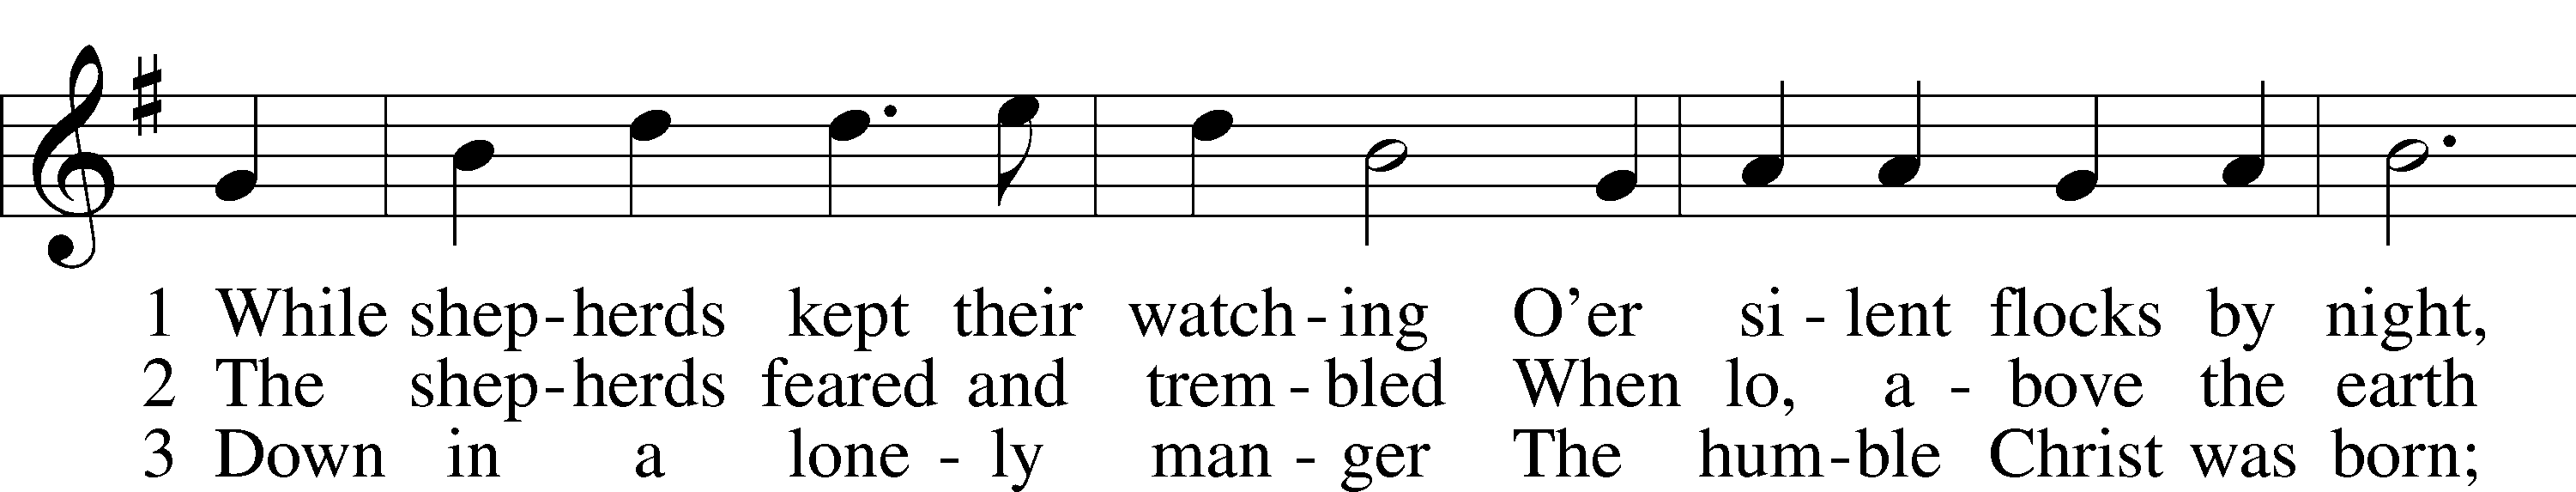 1 While shep-herds kept their watch-ing O’er si-lent flocks by night,
2 The shep-herds feared and trem-bled When lo, a-bove the earth
3 Down in a lone-ly man-ger The hum-ble Christ was born;